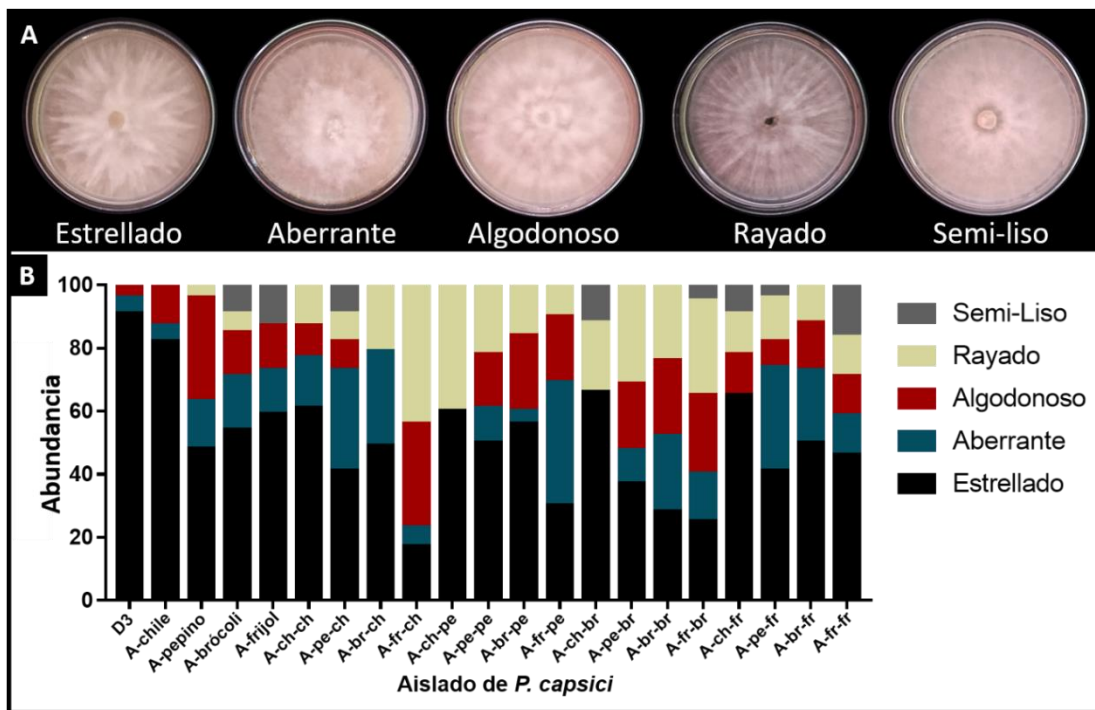 A
Estrellado Aberrante Algodonoso Rayado Semi-liso
B
Abundancia
100
80
60
40
20
0
D3 A-chile A-pepino A-brócoli A-frijol A-ch-ch A-pe-ch A-br-ch A-fr-ch A-ch-pe A-pe-pe A-br-pe A-fr-pe A-ch-br A-pe-br A-br-br A-fr-br A-ch-fr A-pe-fr A-br-fr A-fr-fr
Aislado de P. capsici
Semi-Liso
Rayado
Algodonoso
Aberrante
Estrellado